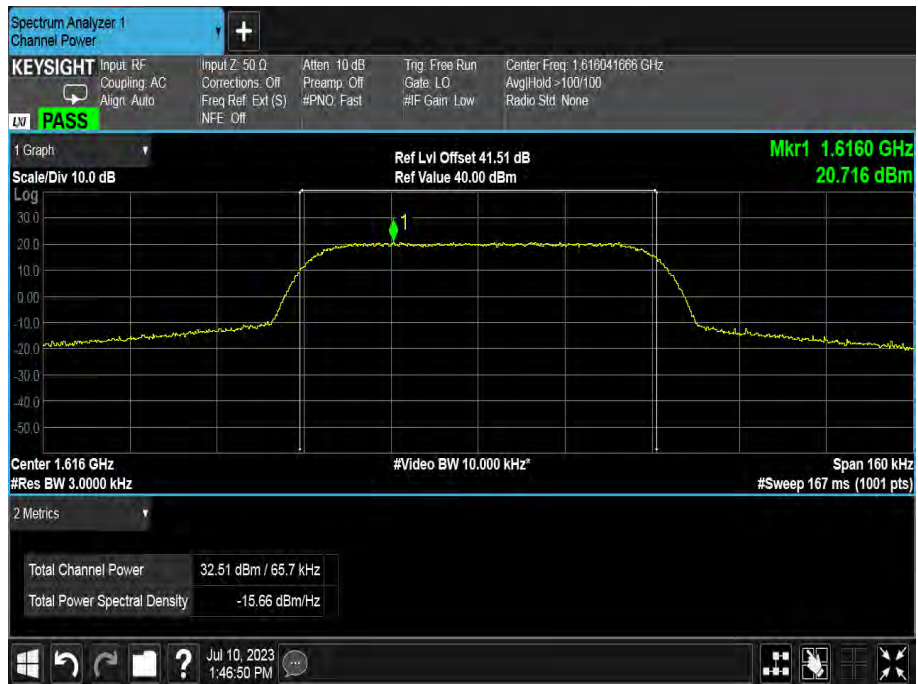 Spectrum Analyzer 1
Channel Power
+
KEYSIGHT
Input: RF
Coupling: AC
Align: Auto
Input Z: 50 Ω
Corrections: Off
Freq Ref: Ext (S)
NFE: Off
Atten: 10 dB
Preamp: Off
#PNO: Fast
Trig: Free Run
Gate: LO
#IF Gain: Low
Center Freq: 1.616041666 GHz
Avg|Hold >100/100
Radio Std: None
LXI PASS
1 Graph
Scale/Div 10.0 dB
Ref Lvl Offset 41.51 dB
Ref Value 40.00 dBm
Mkr1 1.6160 GHz
20.716 dBm
Log
30.0
1
20.0
10.0
0.00
-10.0
-20.0
-30.0
-40.0
-50.0
Center 1.616 GHz
#Video BW 10.000 kHz*
Span 160 kHz
#Res BW 3.0000 kHz
#Sweep 167 ms (1001 pts)
2 Metrics
Total Channel Power 32.51 dBm / 65.7 kHz
Total Power Spectral Density -15.66 dBm/Hz
?
Jul 10, 2023
1:46:50 PM